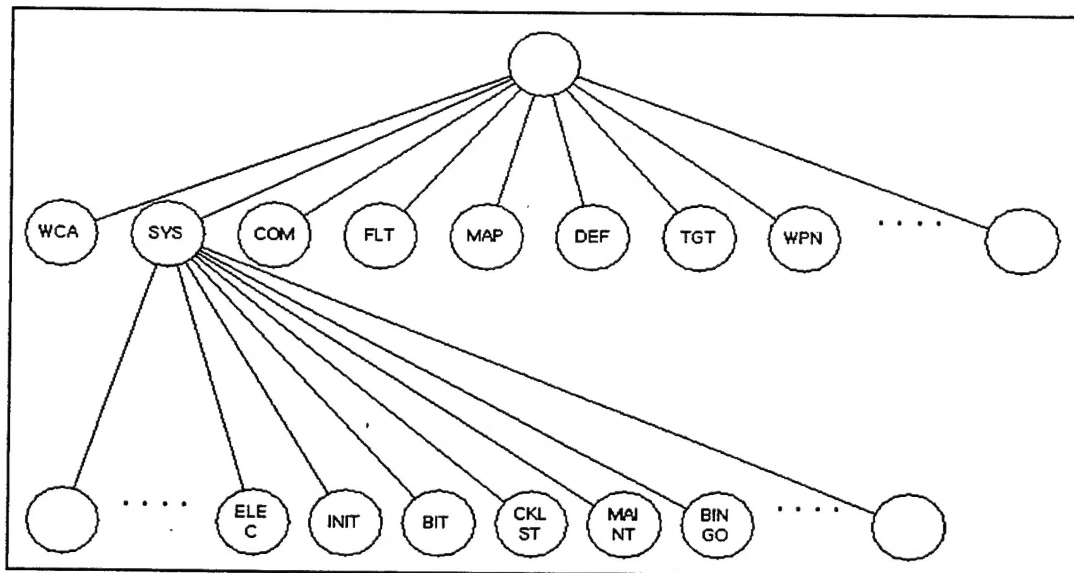 WCA
SYS
COM
FLT
MAP
DEF
TGT
WPN
. . . .
. . . .
ELE
C
INIT
BIT
CKL
ST
MAI
NT
BIN
GO
. . . .